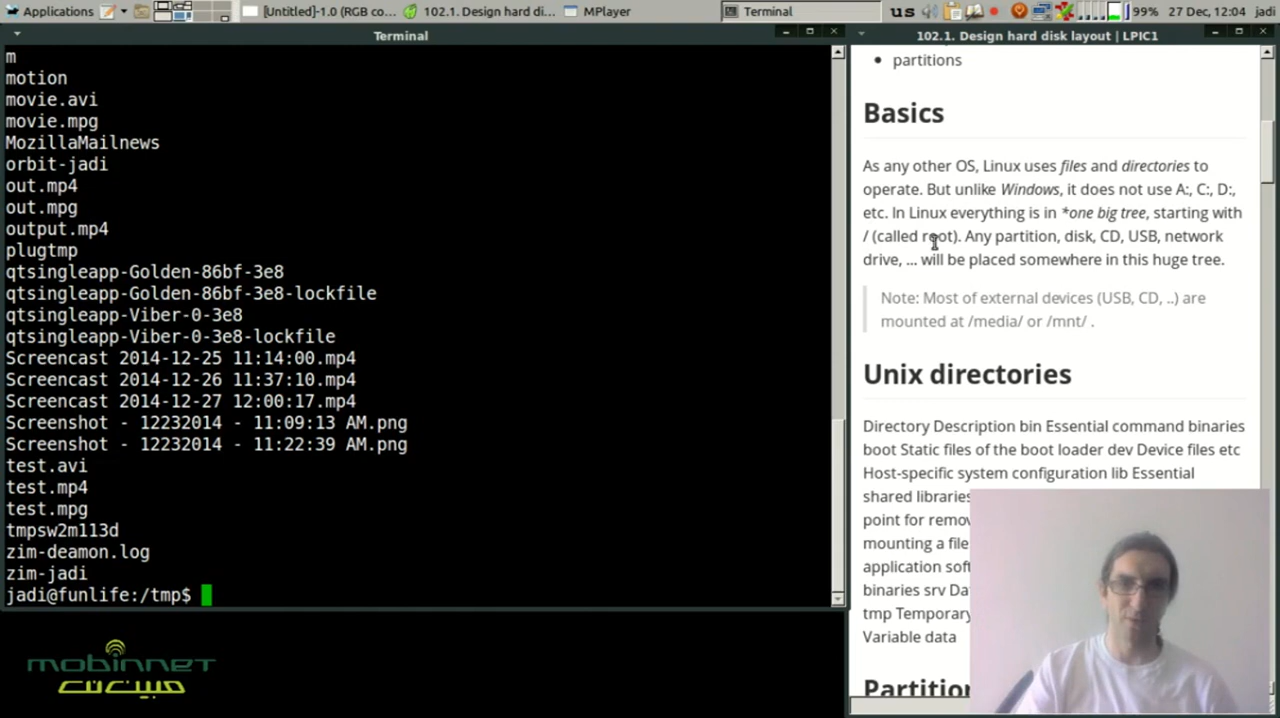 Applications
[Untitled]-1.0 (RGB co...
102.1. Design hard di...
MPlayer
Terminal
us
99%
27 Dec, 12:04
jadi
Terminal
m
motion
movie.avi
movie.mpg
MozillaMailnews
orbit-jadi
out.mp4
out.mpg
output.mp4
plugtmp
qtsingleapp-Golden-86bf-3e8
qtsingleapp-Golden-86bf-3e8-lockfile
qtsingleapp-Viber-0-3e8
qtsingleapp-Viber-0-3e8-lockfile
Screencast 2014-12-25 11:14:00.mp4
Screencast 2014-12-26 11:37:10.mp4
Screencast 2014-12-27 12:00:17.mp4
Screenshot - 12232014 - 11:09:13 AM.png
Screenshot - 12232014 - 11:22:39 AM.png
test.avi
test.mp4
test.mpg
tmpsw2m113d
zim-deamon.log
zim-jadi
jadi@funlife:/tmp$
mobinnet
مبین نت
102.1. Design hard disk layout | LPIC1
• partitions
Basics
As any other OS, Linux uses files and directories to
operate. But unlike Windows, it does not use A:, C:, D:,
etc. In Linux everything is in *one big tree, starting with
/ (called root). Any partition, disk, CD, USB, network
drive, ... will be placed somewhere in this huge tree.
Note: Most of external devices (USB, CD, ..) are
mounted at /media/ or /mnt/ .
Unix directories
Directory Description bin Essential command binaries
boot Static files of the boot loader dev Device files etc
Host-specific system configuration lib Essential
shared libraries
point for remov
mounting a file
application soft
binaries srv Da
tmp Temporary
Variable data
Partition